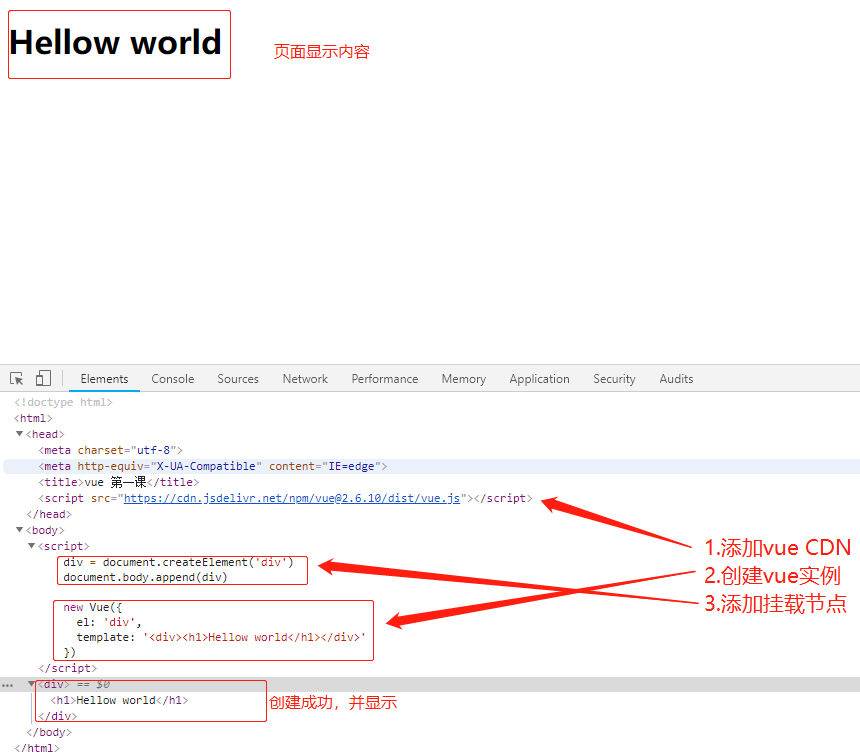 Hellow world
页面显示内容
Elements Console Sources Network Performance Memory Application Security Audits
<!doctype html>
<html>
▼<head>
<meta charset="utf-8">
<meta http-equiv="X-UA-Compatible" content="IE=edge">
<title>vue 第一课</title>
<script src="https://cdn.jsdelivr.net/npm/vue@2.6.10/dist/vue.js"></script>
</head>
▼<body>
▼<script>
div = document.createElement('div')
document.body.append(div)
new Vue({
el: 'div',
template: '<div><h1>Hellow world</h1></div>'
})
</script>
1.添加vue CDN
2.创建vue实例
3.添加挂载节点
… ▼<div> == $0
<h1>Hellow world</h1>
创建成功，并显示
</div>
</body>
</html>